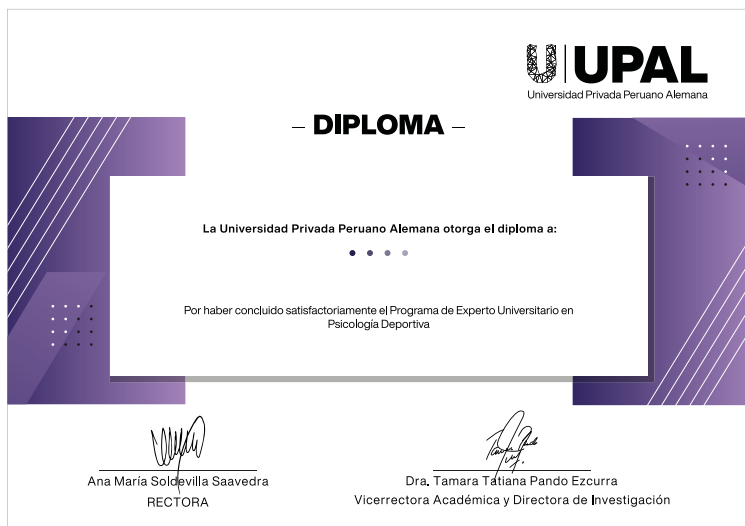 UPAL
Universidad Privada Peruano Alemana
– DIPLOMA –
La Universidad Privada Peruano Alemana otorga el diploma a:
Por haber concluido satisfactoriamente el Programa de Experto Universitario en
Psicología Deportiva
Ana María Soldevilla Saavedra
RECTORA
Dra. Tamara Tatiana Pando Ezcurra
Vicerrectora Académica y Directora de Investigación